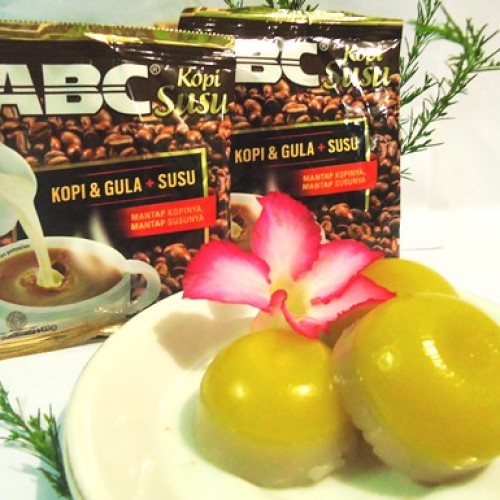 ABC®
Kopi
Susu
KOPI & GULA + SUSU
MANTAP KOPINYA,
MANTAP SUSUNYA
ABC®
Kopi
Susu
KOPI & GULA + SUSU
MANTAP KOPINYA,
MANTAP SUSUNYA